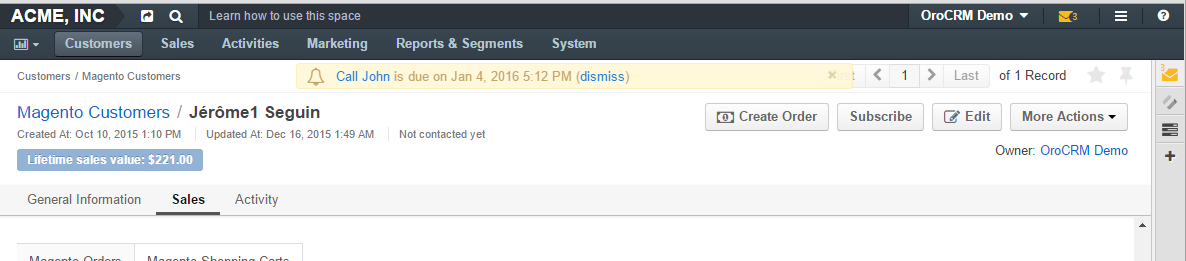 ACME, INC Learn how to use this space OroCRM Demo 3
Customers Sales Activities Marketing Reports & Segments System
Customers / Magento Customers Call John is due on Jan 4, 2016 5:12 PM (dismiss) × 1 Last of 1 Record 3
Magento Customers / Jérôme1 Seguin Create Order Subscribe Edit More Actions
Created At: Oct 10, 2015 1:10 PM Updated At: Dec 16, 2015 1:49 AM Not contacted yet
Lifetime sales value: $221.00 Owner: OroCRM Demo
General Information Sales Activity
Magento Orders Magento Shopping Carts